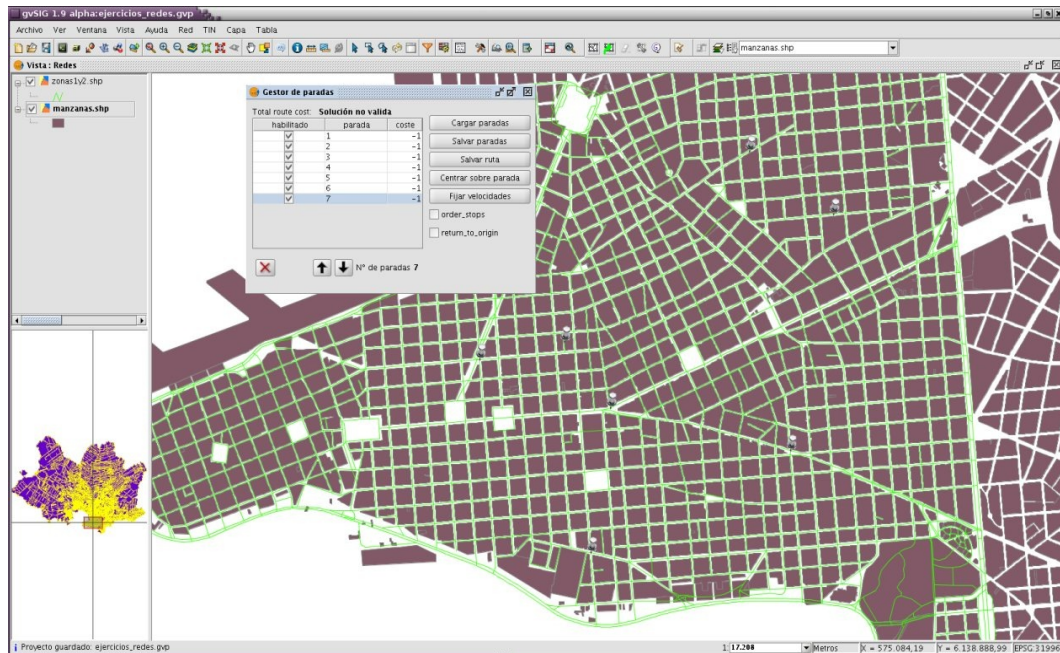 gvSIG 1.9 alpha:ejercicios_redes.gvp
Archivo Ver Ventana Vista Ayuda Red TIN Capa Tabla
manzanas.shp
Vista : Redes
zonas1y2.shp
manzanas.shp
Gestor de paradas
Total route cost: Solución no valida
habilitado parada coste
1 -1
2 -1
3 -1
4 -1
5 -1
6 -1
7 -1
Cargar paradas
Salvar paradas
Salvar ruta
Centrar sobre parada
Fijar velocidades
order_stops
return_to_origin
N° de paradas 7
Proyecto guardado: ejercicios_redes.gvp
1: 17.208
Metros
X = 575.084,19
Y = 6.138.888,99
EPSG:31996